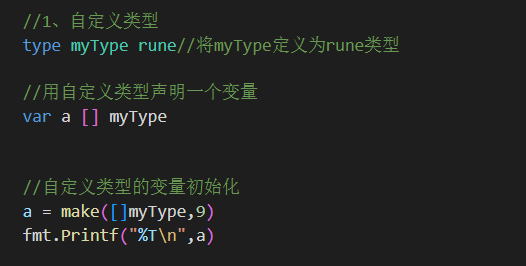 //1、自定义类型
type myType rune//将myType定义为rune类型
//用自定义类型声明一个变量
var a [] myType
//自定义类型的变量初始化
a = make([]myType,9)
fmt.Printf("%T\n",a)